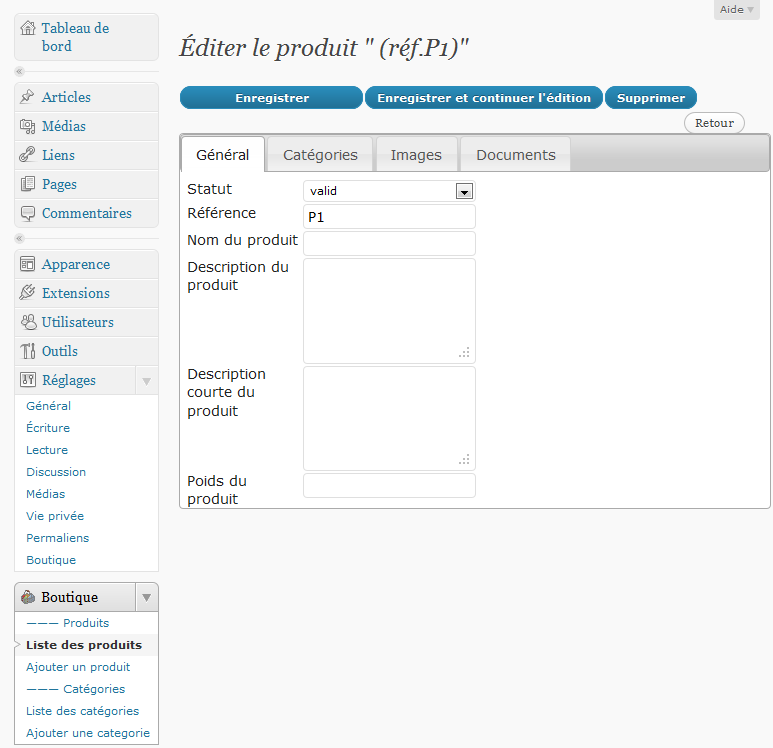 Aide
Tableau de
bord
Articles
Médias
Liens
Pages
Commentaires
Apparence
Extensions
Utilisateurs
Outils
Réglages
Général
Écriture
Lecture
Discussion
Médias
Vie privée
Permaliens
Boutique
Boutique
——— Produits
Liste des produits
Ajouter un produit
——— Catégories
Liste des catégories
Ajouter une categorie
Éditer le produit " (réf.P1)"
Enregistrer
Enregistrer et continuer l'édition
Supprimer
Retour
Général
Catégories
Images
Documents
Statut
valid
Référence
P1
Nom du produit
Description du
produit
Description
courte du
produit
Poids du
produit